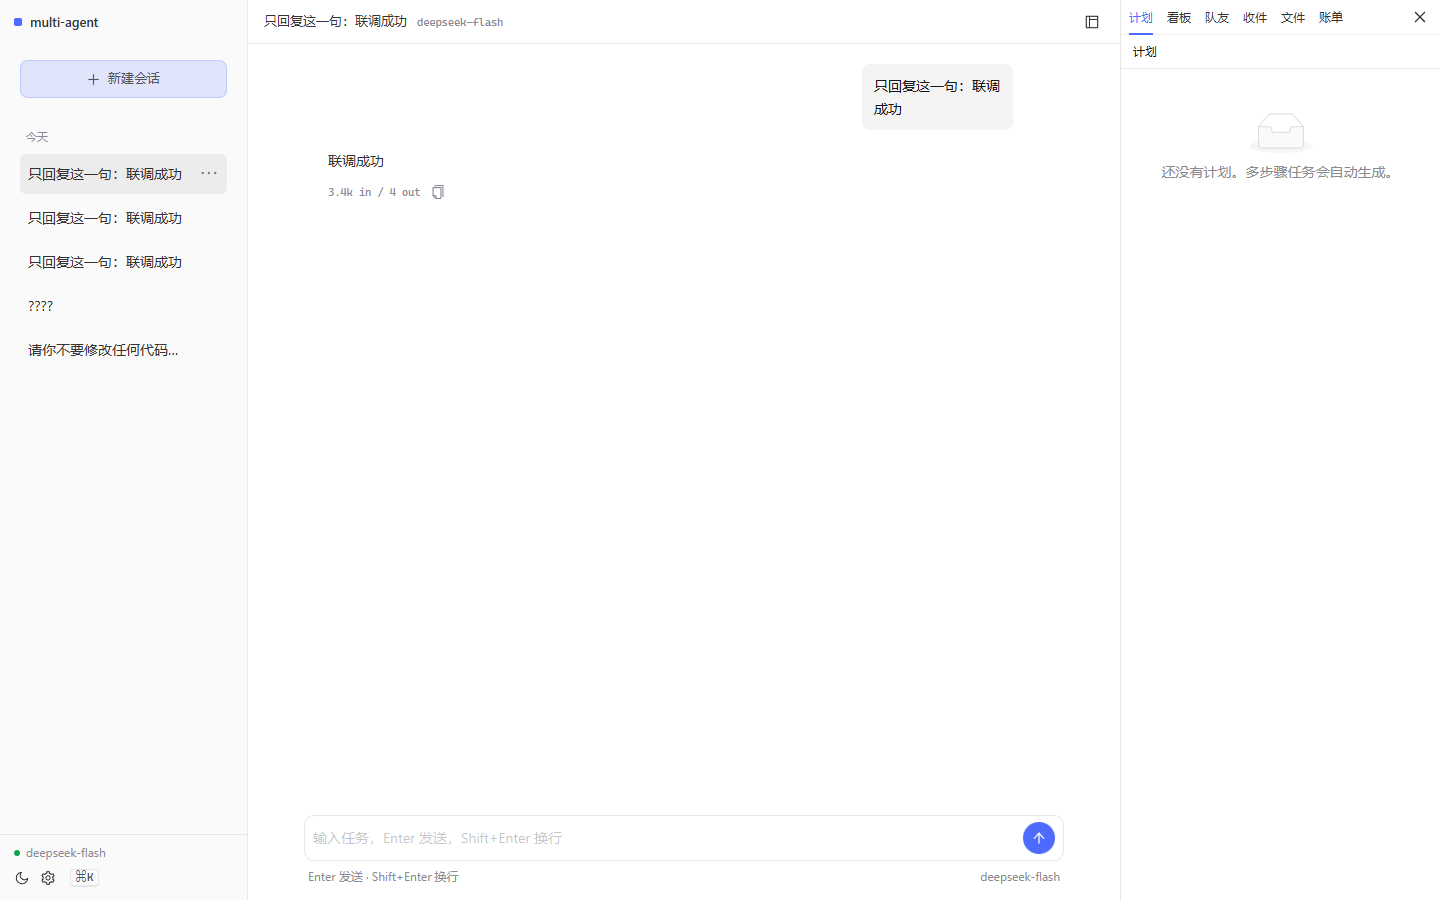 multi-agent
新建会话
今天
只回复这一句：联调成功
只回复这一句：联调成功
只回复这一句：联调成功
????
请你不要修改任何代码...
deepseek-flash
⌘K
只回复这一句：联调成功 deepseek-flash
只回复这一句：联调
成功
联调成功
3.4k in / 4 out
输入任务，Enter 发送，Shift+Enter 换行
Enter 发送 · Shift+Enter 换行
deepseek-flash
计划 看板 队友 收件 文件 账单
计划
还没有计划。多步骤任务会自动生成。